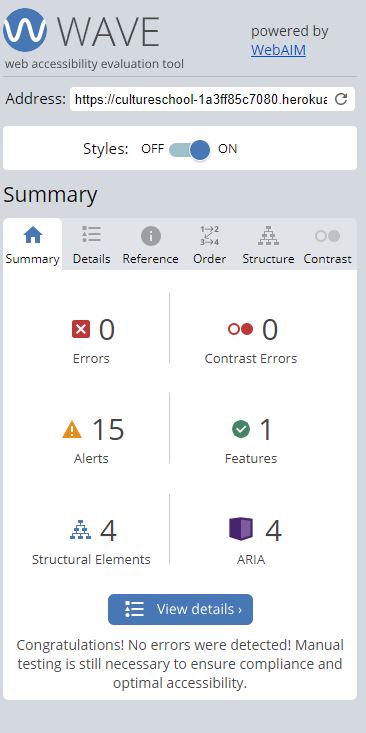 WAVE
powered by
WebAIM
web accessibility evaluation tool
Address: https://cultureschool-1a3ff85c7080.heroku
Styles: OFF ON
Summary
Summary Details Reference Order Structure Contrast
0 0
Errors Contrast Errors
15 1
Alerts Features
4 4
Structural Elements ARIA
View details ›
Congratulations! No errors were detected! Manual
testing is still necessary to ensure compliance and
optimal accessibility.